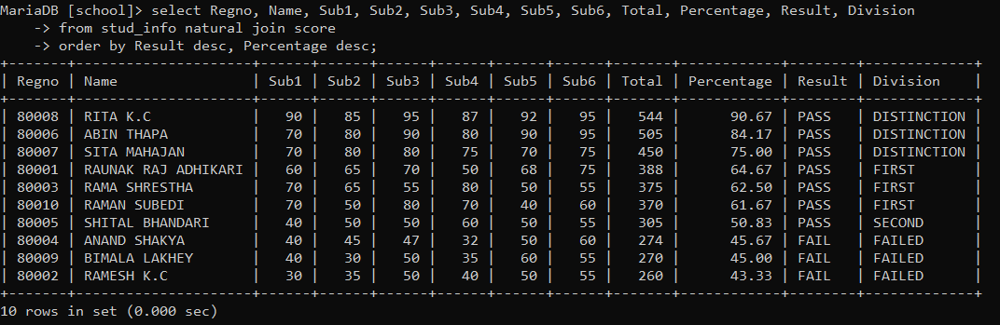 MariaDB [school]> select Regno, Name, Sub1, Sub2, Sub3, Sub4, Sub5, Sub6, Total, Percentage, Result, Division
    -> from stud_info natural join score
    -> order by Result desc, Percentage desc;
+-------+---------------------+------+------+------+------+------+------+-------+------------+--------+-------------+
| Regno | Name                | Sub1 | Sub2 | Sub3 | Sub4 | Sub5 | Sub6 | Total | Percentage | Result | Division    |
+-------+---------------------+------+------+------+------+------+------+-------+------------+--------+-------------+
| 80008 | RITA K.C            |   90 |   85 |   95 |   87 |   92 |   95 |   544 |      90.67 | PASS   | DISTINCTION |
| 80006 | ABIN THAPA          |   70 |   80 |   90 |   80 |   90 |   95 |   505 |      84.17 | PASS   | DISTINCTION |
| 80007 | SITA MAHAJAN        |   70 |   80 |   80 |   75 |   70 |   75 |   450 |      75.00 | PASS   | DISTINCTION |
| 80001 | RAUNAK RAJ ADHIKARI |   60 |   65 |   70 |   50 |   68 |   75 |   388 |      64.67 | PASS   | FIRST       |
| 80003 | RAMA SHRESTHA       |   70 |   65 |   55 |   80 |   50 |   55 |   375 |      62.50 | PASS   | FIRST       |
| 80010 | RAMAN SUBEDI        |   70 |   50 |   80 |   70 |   40 |   60 |   370 |      61.67 | PASS   | FIRST       |
| 80005 | SHITAL BHANDARI     |   40 |   50 |   50 |   60 |   50 |   55 |   305 |      50.83 | PASS   | SECOND      |
| 80004 | ANAND SHAKYA        |   40 |   45 |   47 |   32 |   50 |   60 |   274 |      45.67 | FAIL   | FAILED      |
| 80009 | BIMALA LAKHEY       |   40 |   30 |   50 |   35 |   60 |   55 |   270 |      45.00 | FAIL   | FAILED      |
| 80002 | RAMESH K.C          |   30 |   35 |   50 |   40 |   50 |   55 |   260 |      43.33 | FAIL   | FAILED      |
+-------+---------------------+------+------+------+------+------+------+-------+------------+--------+-------------+
10 rows in set (0.000 sec)